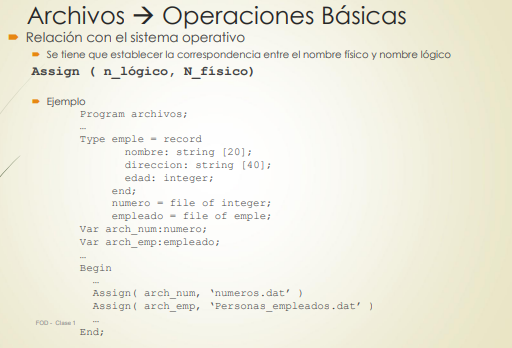 Archivos → Operaciones Básicas
Relación con el sistema operativo
Se tiene que establecer la correspondencia entre el nombre físico y nombre lógico
Assign ( n_lógico, N_físico)
Ejemplo
Program archivos;
…
Type emple = record
nombre: string [20];
direccion: string [40];
edad: integer;
end;
numero = file of integer;
empleado = file of emple;
Var arch_num:numero;
Var arch_emp:empleado;
…
Begin
…
Assign( arch_num, ‘numeros.dat’ )
Assign( arch_emp, ‘Personas_empleados.dat’ )
…
FOD - Clase 1
End;